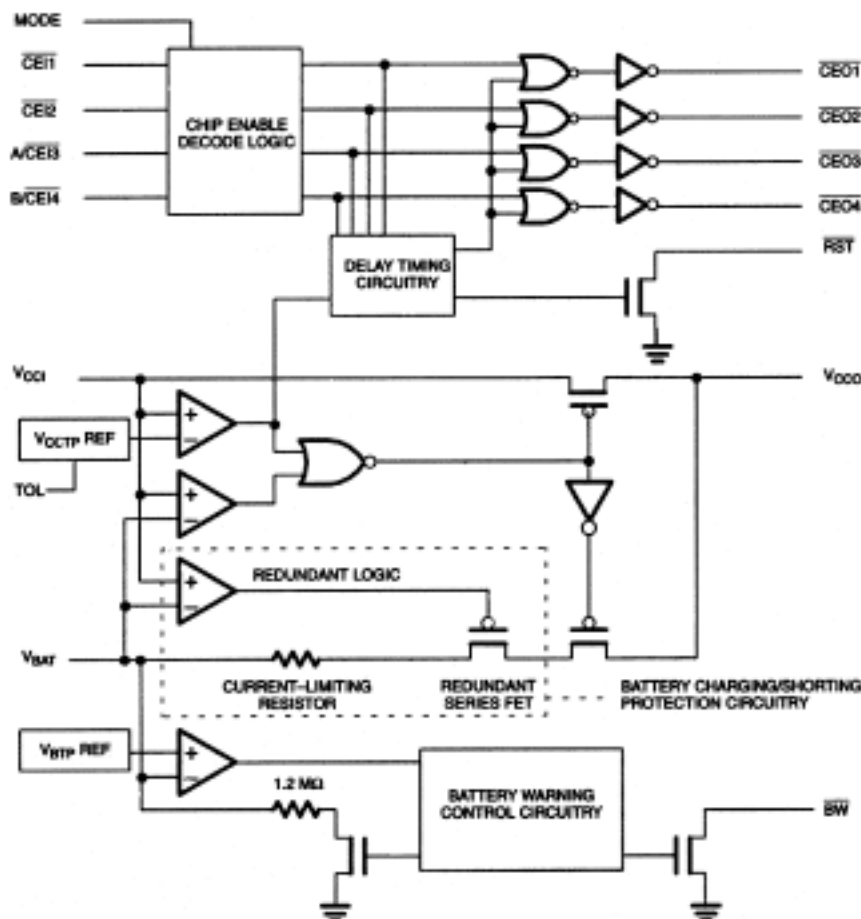 MODE
CEI1
CEI2
A/CEI3
B/CEI4
CHIP ENABLE
DECODE LOGIC
CEO1
CEO2
CEO3
CEO4
DELAY TIMING
CIRCUITRY
RST
VCCI
VCCO
+
−
VCCTP REF
TOL
+
−
+
−
REDUNDANT LOGIC
VBAT
CURRENT–LIMITING
RESISTOR
REDUNDANT
SERIES FET
BATTERY CHARGING/SHORTING
PROTECTION CIRCUITRY
VBTP REF
+
−
1.2 MΩ
BATTERY WARNING
CONTROL CIRCUITRY
BW